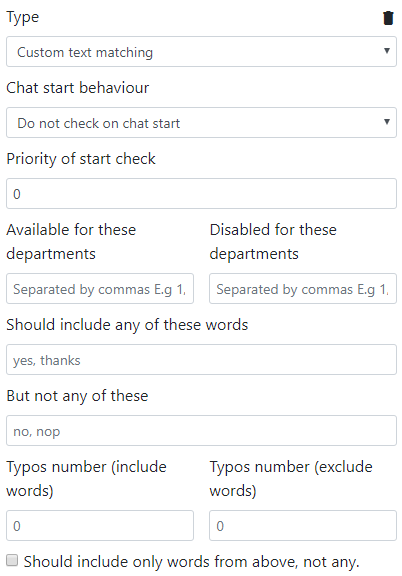 Type
Custom text matching
Chat start behaviour
Do not check on chat start
Priority of start check
0
Available for these
departments
Disabled for these
departments
Separated by commas E.g 1,
Separated by commas E.g 1,
Should include any of these words
yes, thanks
But not any of these
no, nop
Typos number (include
words)
Typos number (exclude
words)
0
0
Should include only words from above, not any.